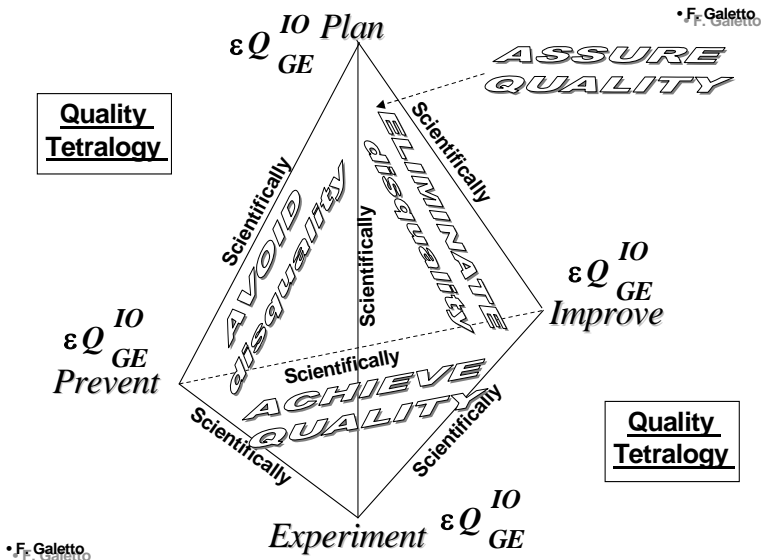 • F. Galetto
εQ IO GE Plan
ASSURE
QUALITY
Quality
Tetralogy
Scientifically
AVOID
disquality
Scientifically
ELIMINATE
disquality
Scientifically
εQ IO GE
Improve
εQ IO GE
Prevent
Scientifically
ACHIEVE
QUALITY
Scientifically
Scientifically
Quality
Tetralogy
Experiment εQ IO GE
• F. Galetto